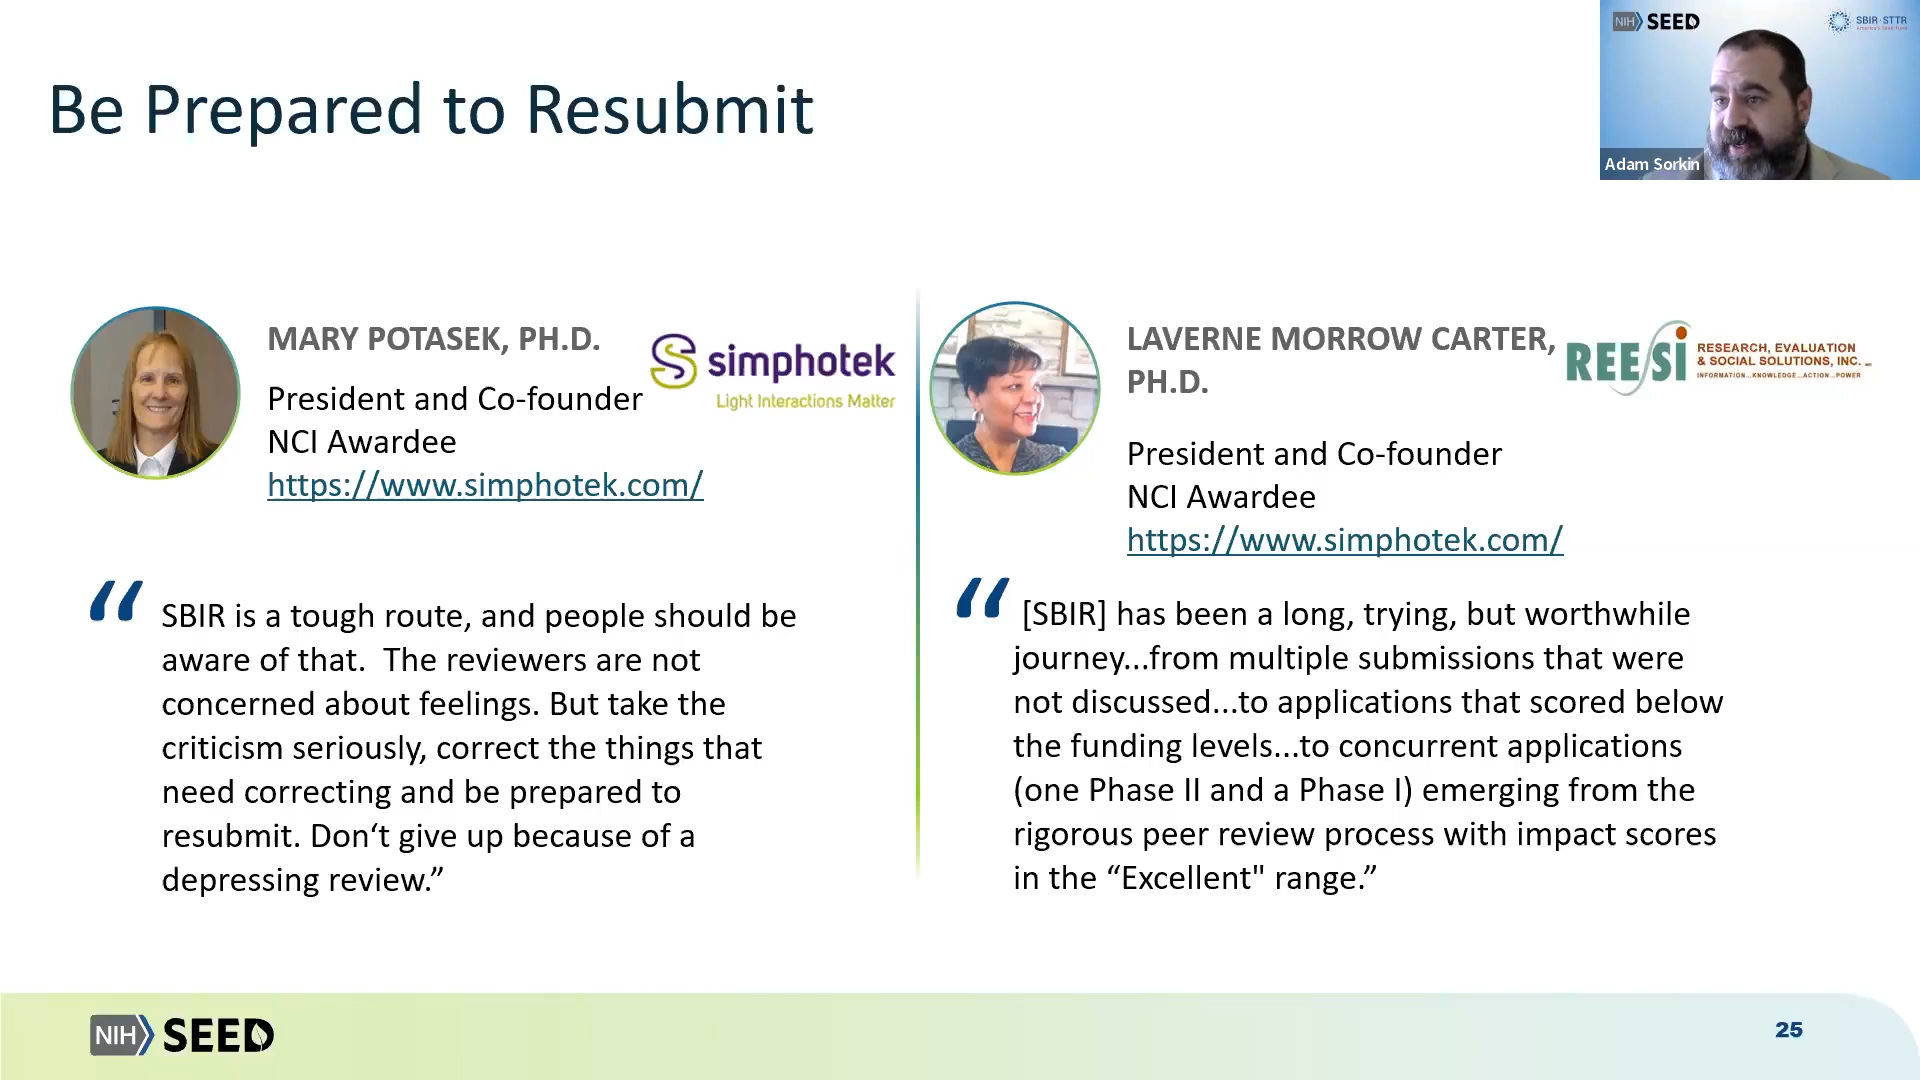 Be Prepared to Resubmit
NIH SEED
SBIR·STTR
America's Seed Fund
Adam Sorkin
MARY POTASEK, PH.D.
President and Co-founder
NCI Awardee
https://www.simphotek.com/
simphotek
Light Interactions Matter
“ SBIR is a tough route, and people should be
aware of that.  The reviewers are not
concerned about feelings. But take the
criticism seriously, correct the things that
need correcting and be prepared to
resubmit. Don‘t give up because of a
depressing review.”
LAVERNE MORROW CARTER,
PH.D.
President and Co-founder
NCI Awardee
https://www.simphotek.com/
REESi
RESEARCH, EVALUATION
& SOCIAL SOLUTIONS, INC.
INFORMATION...KNOWLEDGE...ACTION...POWER
“ [SBIR] has been a long, trying, but worthwhile
journey...from multiple submissions that were
not discussed...to applications that scored below
the funding levels...to concurrent applications
(one Phase II and a Phase I) emerging from the
rigorous peer review process with impact scores
in the “Excellent" range.”
NIH SEED
25